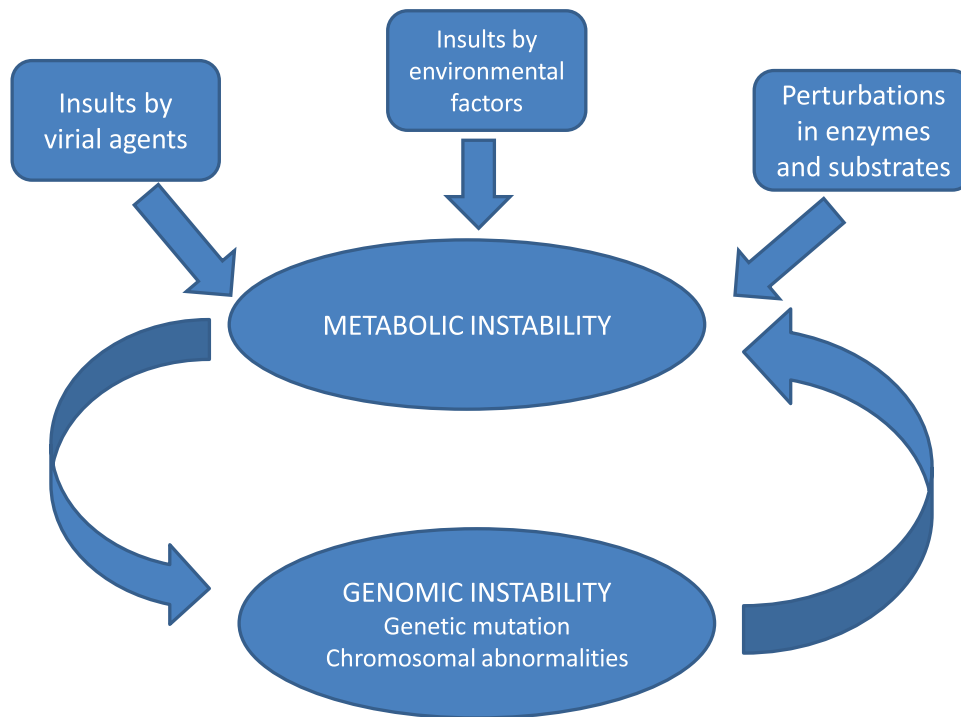 Insults by
virial agents
Insults by
environmental
factors
Perturbations
in enzymes
and substrates
METABOLIC INSTABILITY
GENOMIC INSTABILITY
Genetic mutation
Chromosomal abnormalities